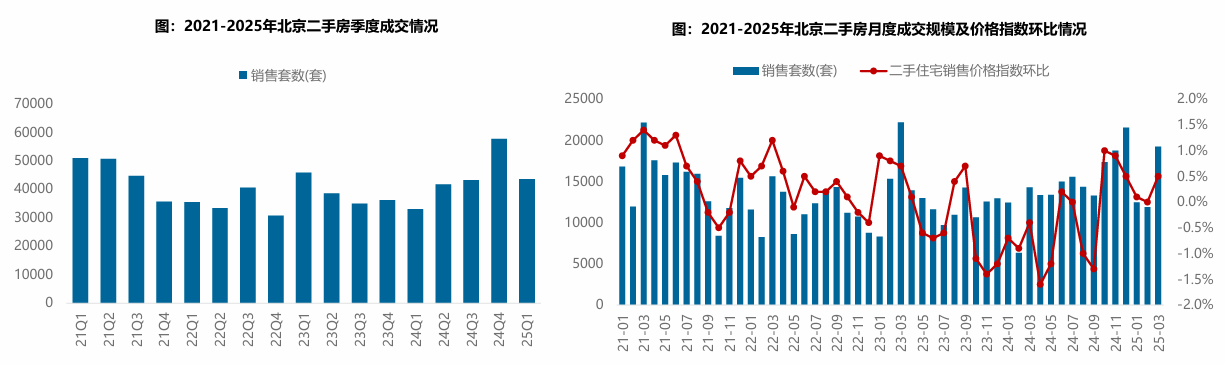 图：2021-2025年北京二手房季度成交情况
销售套数(套)
70000
60000
50000
40000
30000
20000
10000
0
21Q1
21Q2
21Q3
21Q4
22Q1
22Q2
22Q3
22Q4
23Q1
23Q2
23Q3
23Q4
24Q1
24Q2
24Q3
24Q4
25Q1
图：2021-2025年北京二手房月度成交规模及价格指数环比情况
销售套数(套)
二手住宅销售价格指数环比
25000
20000
15000
10000
5000
0
2.0%
1.5%
1.0%
0.5%
0.0%
-0.5%
-1.0%
-1.5%
-2.0%
21-01
21-03
21-05
21-07
21-09
21-11
22-01
22-03
22-05
22-07
22-09
22-11
23-01
23-03
23-05
23-07
23-09
23-11
24-01
24-03
24-05
24-07
24-09
24-11
25-01
25-03